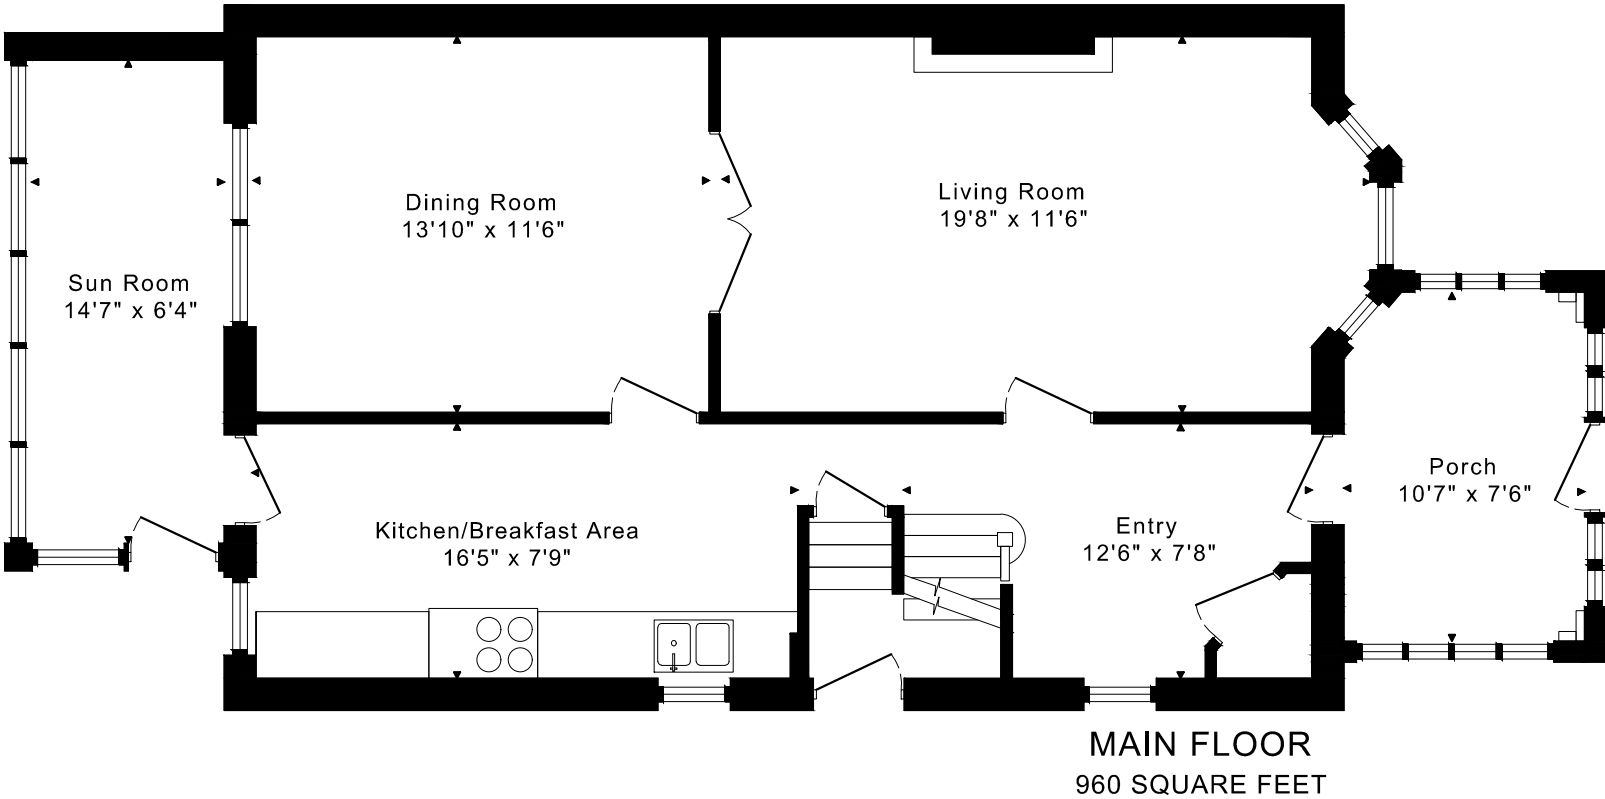 Dining Room
13'10" x 11'6"
Living Room
19'8" x 11'6"
Sun Room
14'7" x 6'4"
Kitchen/Breakfast Area
16'5" x 7'9"
Entry
12'6" x 7'8"
Porch
10'7" x 7'6"
MAIN FLOOR
960 SQUARE FEET